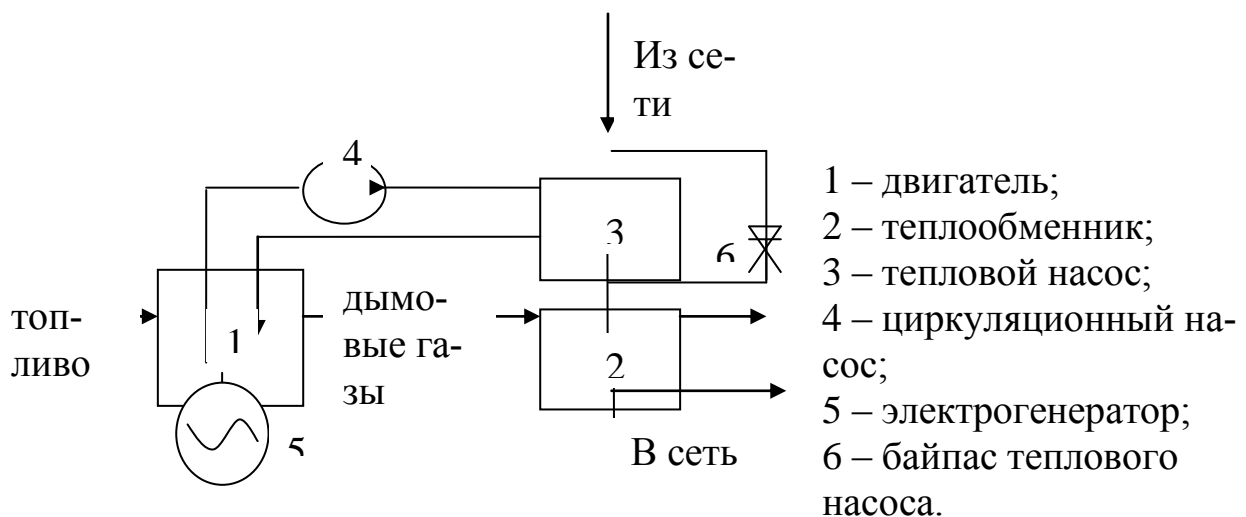 Из се-
ти
4
3
6
топ-
ливо
дымо-
вые га-
зы
1
2
5
В сеть
1 – двигатель;
2 – теплообменник;
3 – тепловой насос;
4 – циркуляционный на-
сос;
5 – электрогенератор;
6 – байпас теплового
насоса.